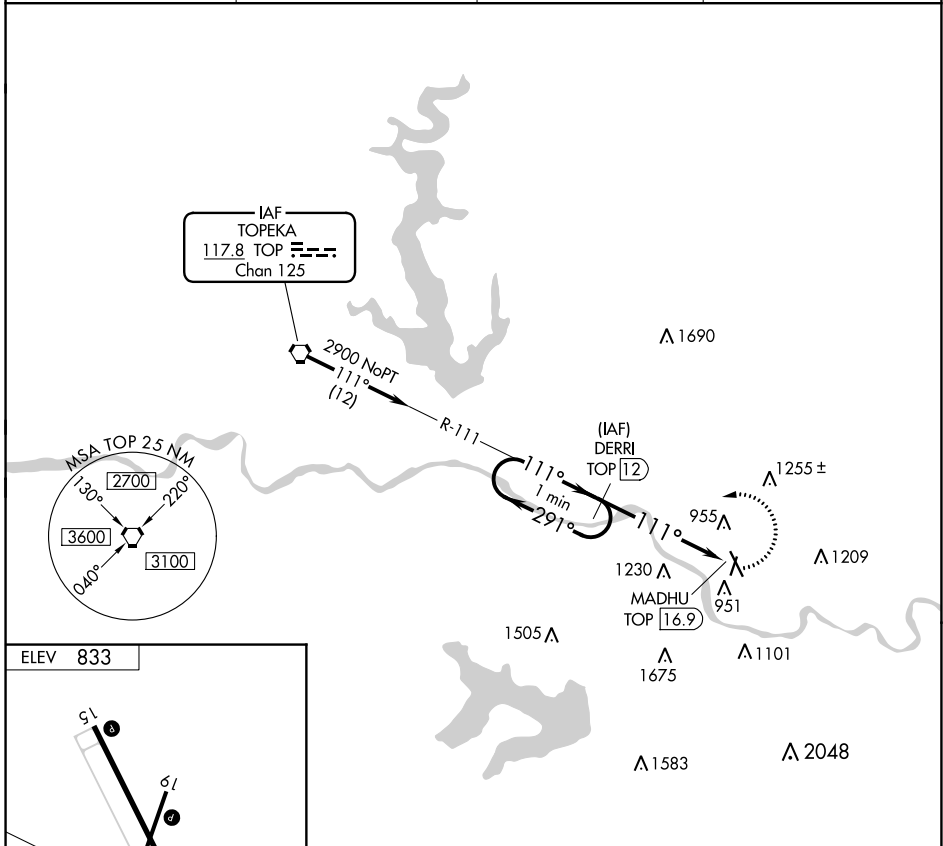 IAF
TOPEKA
117.8 TOP
Chan 125
2900 NoPT
111°
(12)
R-111
1690
(IAF)
DERRI
TOP 12
111°
1 min
291°
111°
1255 ±
955
1209
1230
951
MADHU
TOP 16.9
1505
1675
1101
1583
2048
MSA TOP 25 NM
130°
2700
220°
3600
3100
040°
ELEV 833
15
P
19
P